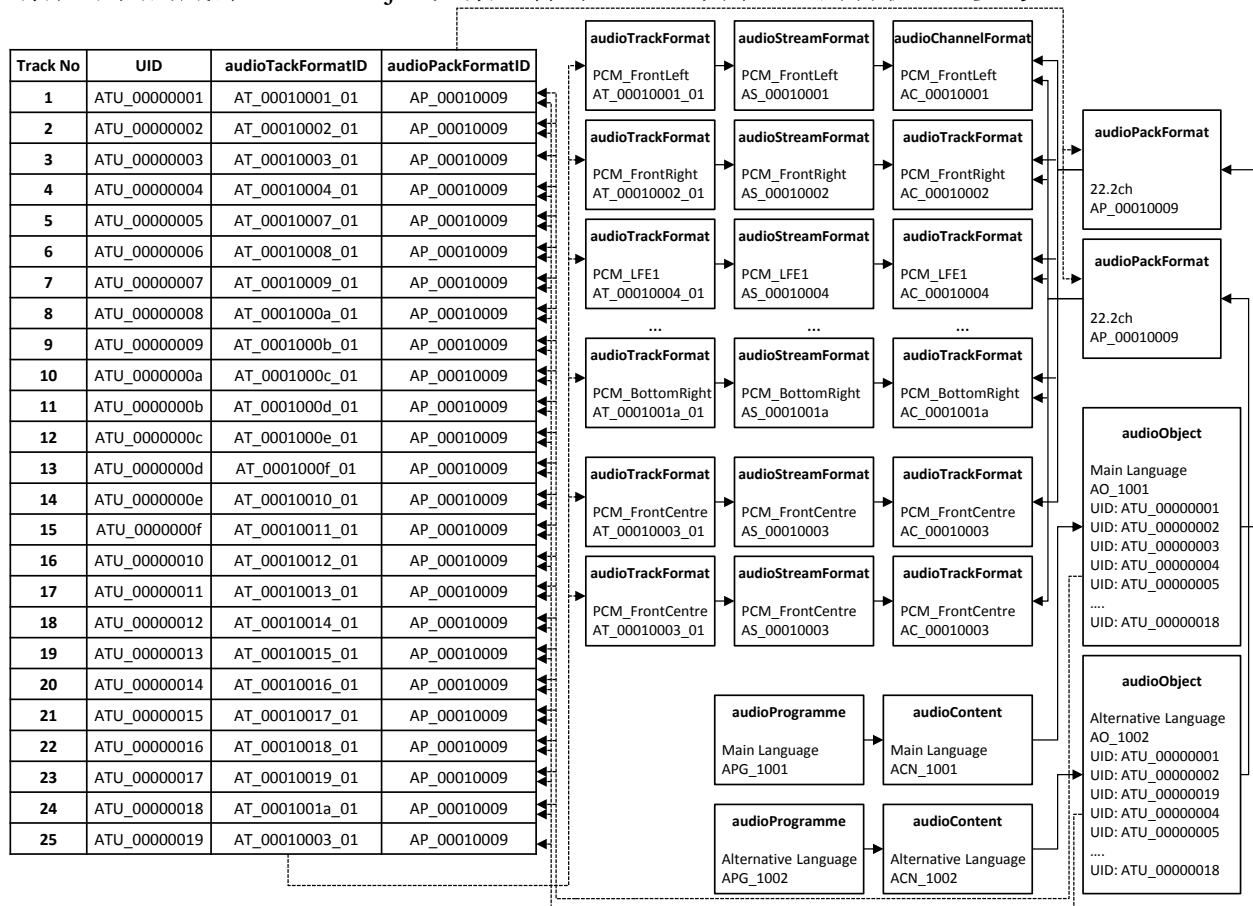 Track No UID audioTackFormatID audioPackFormatID
1 ATU_00000001 AT_00010001_01 AP_00010009
2 ATU_00000002 AT_00010002_01 AP_00010009
3 ATU_00000003 AT_00010003_01 AP_00010009
4 ATU_00000004 AT_00010004_01 AP_00010009
5 ATU_00000005 AT_00010007_01 AP_00010009
6 ATU_00000006 AT_00010008_01 AP_00010009
7 ATU_00000007 AT_00010009_01 AP_00010009
8 ATU_00000008 AT_0001000a_01 AP_00010009
9 ATU_00000009 AT_0001000b_01 AP_00010009
10 ATU_0000000a AT_0001000c_01 AP_00010009
11 ATU_0000000b AT_0001000d_01 AP_00010009
12 ATU_0000000c AT_0001000e_01 AP_00010009
13 ATU_0000000d AT_0001000f_01 AP_00010009
14 ATU_0000000e AT_00010010_01 AP_00010009
15 ATU_0000000f AT_00010011_01 AP_00010009
16 ATU_00000010 AT_00010012_01 AP_00010009
17 ATU_00000011 AT_00010013_01 AP_00010009
18 ATU_00000012 AT_00010014_01 AP_00010009
19 ATU_00000013 AT_00010015_01 AP_00010009
20 ATU_00000014 AT_00010016_01 AP_00010009
21 ATU_00000015 AT_00010017_01 AP_00010009
22 ATU_00000016 AT_00010018_01 AP_00010009
23 ATU_00000017 AT_00010019_01 AP_00010009
24 ATU_00000018 AT_0001001a_01 AP_00010009
25 ATU_00000019 AT_00010003_01 AP_00010009
audioTrackFormat audioStreamFormat audioChannelFormat
PCM_FrontLeft PCM_FrontLeft PCM_FrontLeft
AT_00010001_01 AS_00010001 AC_00010001
audioTrackFormat audioStreamFormat audioTrackFormat
PCM_FrontRight PCM_FrontRight PCM_FrontRight
AT_00010002_01 AS_00010002 AC_00010002
audioTrackFormat audioStreamFormat audioTrackFormat
PCM_LFE1 PCM_LFE1 PCM_LFE1
AT_00010004_01 AS_00010004 AC_00010004
... ... ...
audioTrackFormat audioStreamFormat audioTrackFormat
PCM_BottomRight PCM_BottomRight PCM_BottomRight
AT_0001001a_01 AS_0001001a AC_0001001a
audioTrackFormat audioStreamFormat audioTrackFormat
PCM_FrontCentre PCM_FrontCentre PCM_FrontCentre
AT_00010003_01 AS_00010003 AC_00010003
audioTrackFormat audioStreamFormat audioTrackFormat
PCM_FrontCentre PCM_FrontCentre PCM_FrontCentre
AT_00010003_01 AS_00010003 AC_00010003
audioProgramme audioContent
Main Language Main Language
APG_1001 ACN_1001
audioProgramme audioContent
Alternative Language Alternative Language
APG_1002 ACN_1002
audioPackFormat
22.2ch
AP_00010009
audioPackFormat
22.2ch
AP_00010009
audioObject
Main Language
AO_1001
UID: ATU_00000001
UID: ATU_00000002
UID: ATU_00000003
UID: ATU_00000004
UID: ATU_00000005
....
UID: ATU_00000018
audioObject
Alternative Language
AO_1002
UID: ATU_00000001
UID: ATU_00000002
UID: ATU_00000019
UID: ATU_00000004
UID: ATU_00000005
....
UID: ATU_00000018